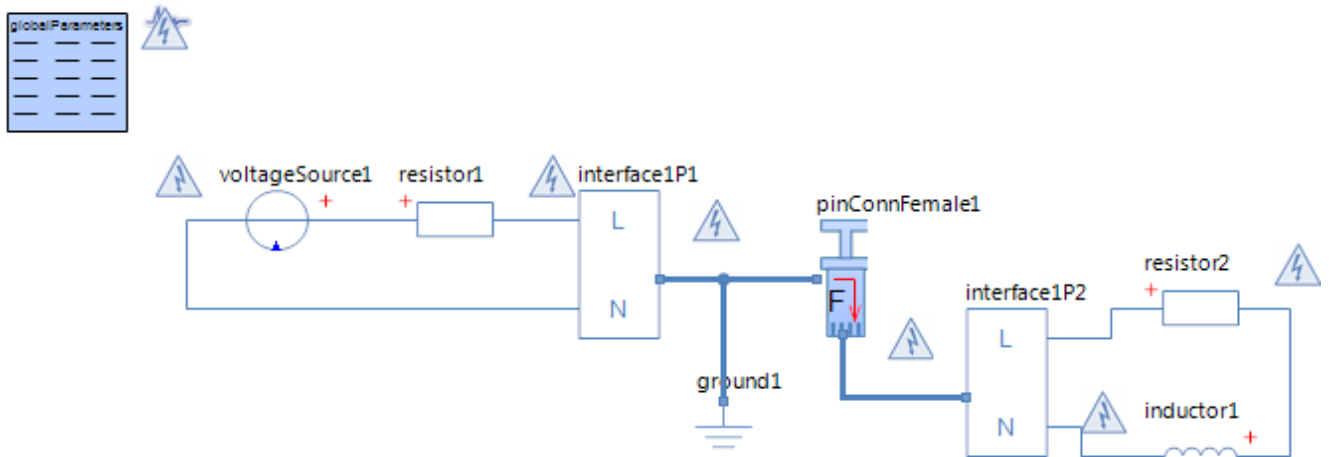 globalParameters
voltageSource1
resistor1
interface1P1
+
+
L
N
pinConnFemale1
F
ground1
interface1P2
L
N
resistor2
+
inductor1
+